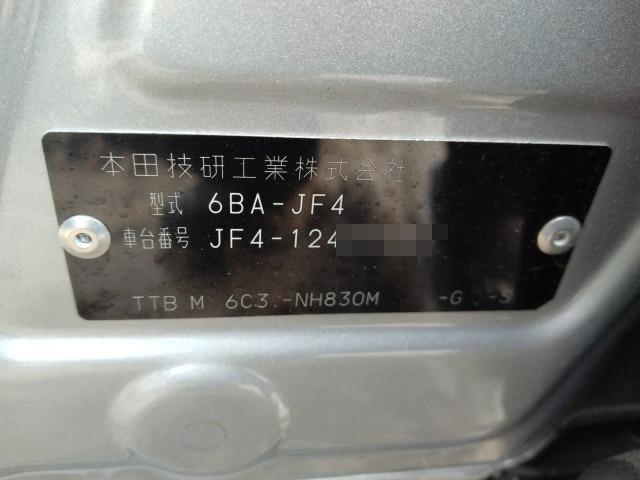 本田技研工業株式会社
型式 6BA-JF4
車台番号 JF4-124
TTB M 6C3.-NH830M -G .-S